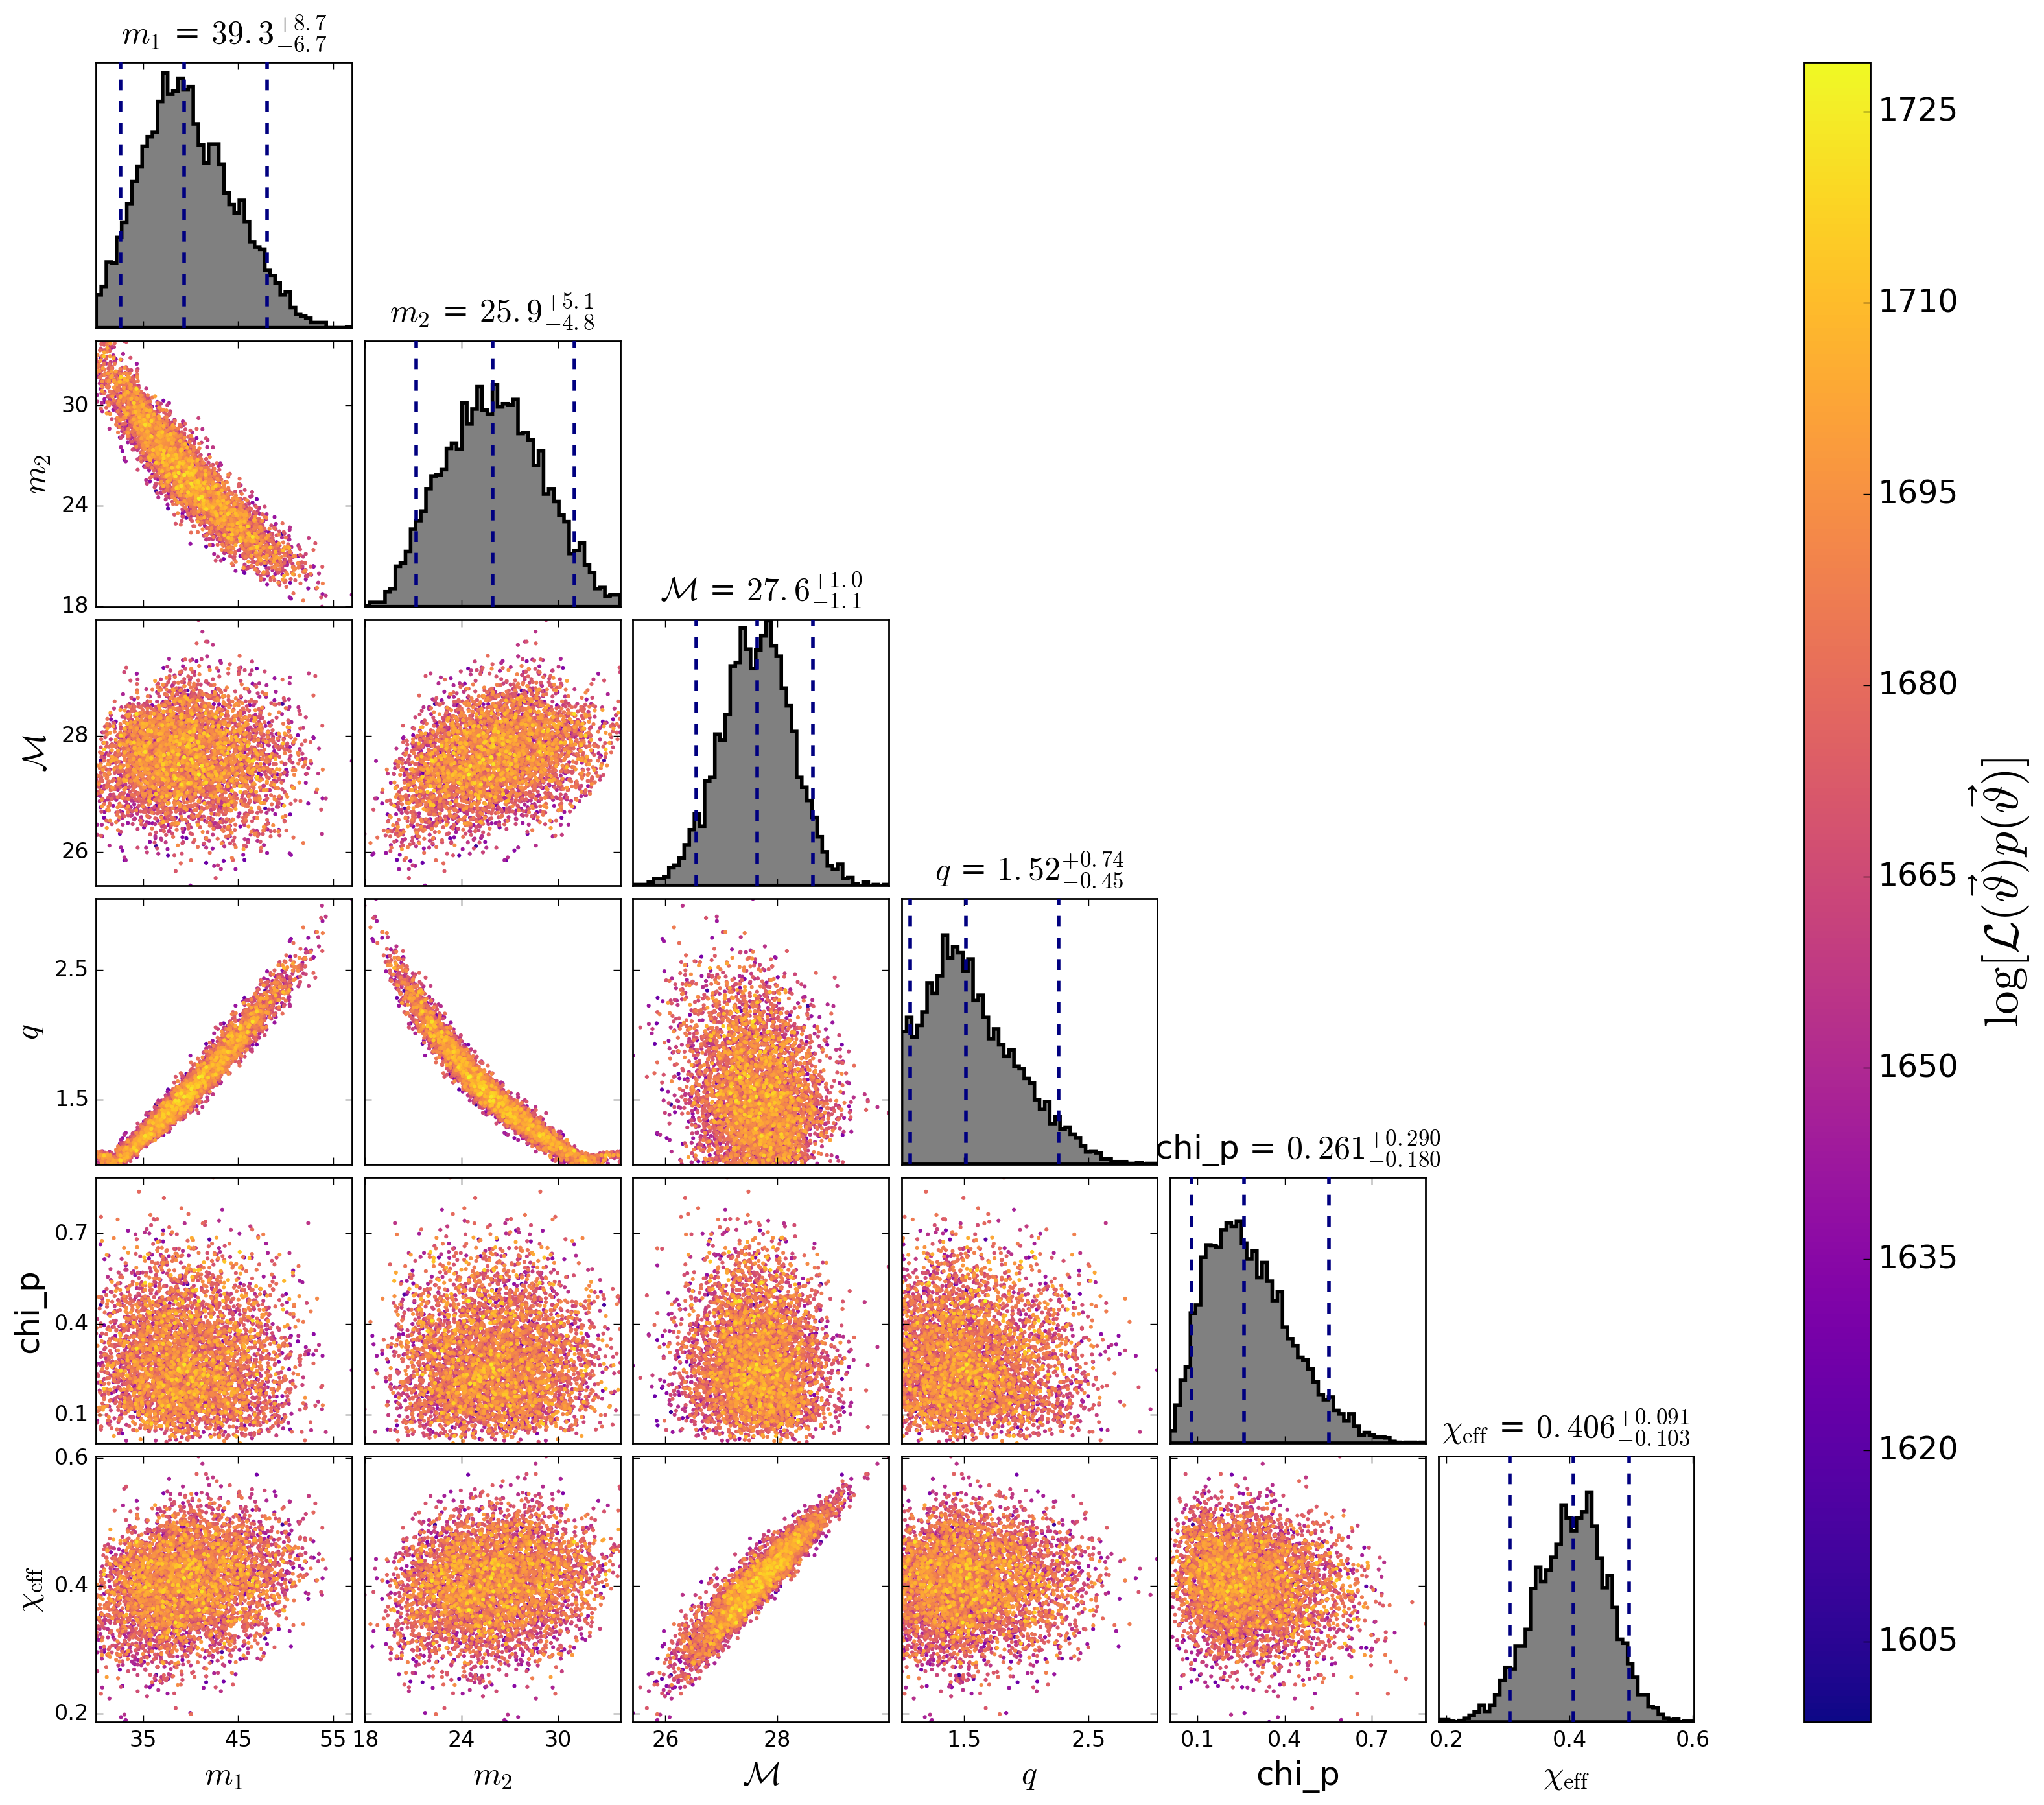 m₁ = 39.3^{+8.7}_{-6.7}
m₂ = 25.9^{+5.1}_{-4.8}
ℳ = 27.6^{+1.0}_{-1.1}
q = 1.52^{+0.74}_{-0.45}
chi_p = 0.261^{+0.290}_{-0.180}
χ_eff = 0.406^{+0.091}_{-0.103}
m₂
30
24
18
ℳ
28
26
q
2.5
1.5
chi_p
0.7
0.4
0.1
χ_eff
0.6
0.4
0.2
35 45 55
18 24 30
26 28
1.5 2.5
0.1 0.4 0.7
0.2 0.4 0.6
m₁
m₂
ℳ
q
chi_p
χ_eff
1725
1710
1695
1680
1665
1650
1635
1620
1605
log[ℒ(ϑ⃗)p(ϑ⃗)]